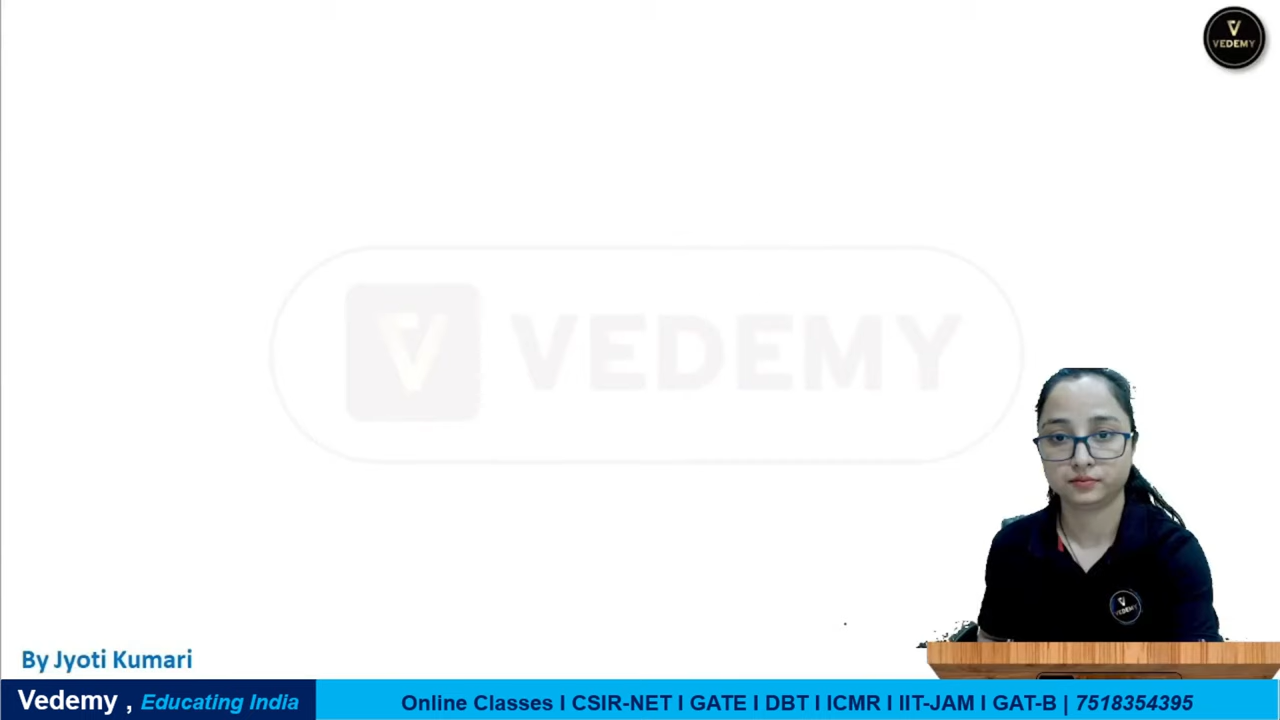 VEDEMY
VEDEMY
VEDEMY
By Jyoti Kumari
Vedemy , Educating India
Online Classes I CSIR-NET I GATE I DBT I ICMR I IIT-JAM I GAT-B | 7518354395